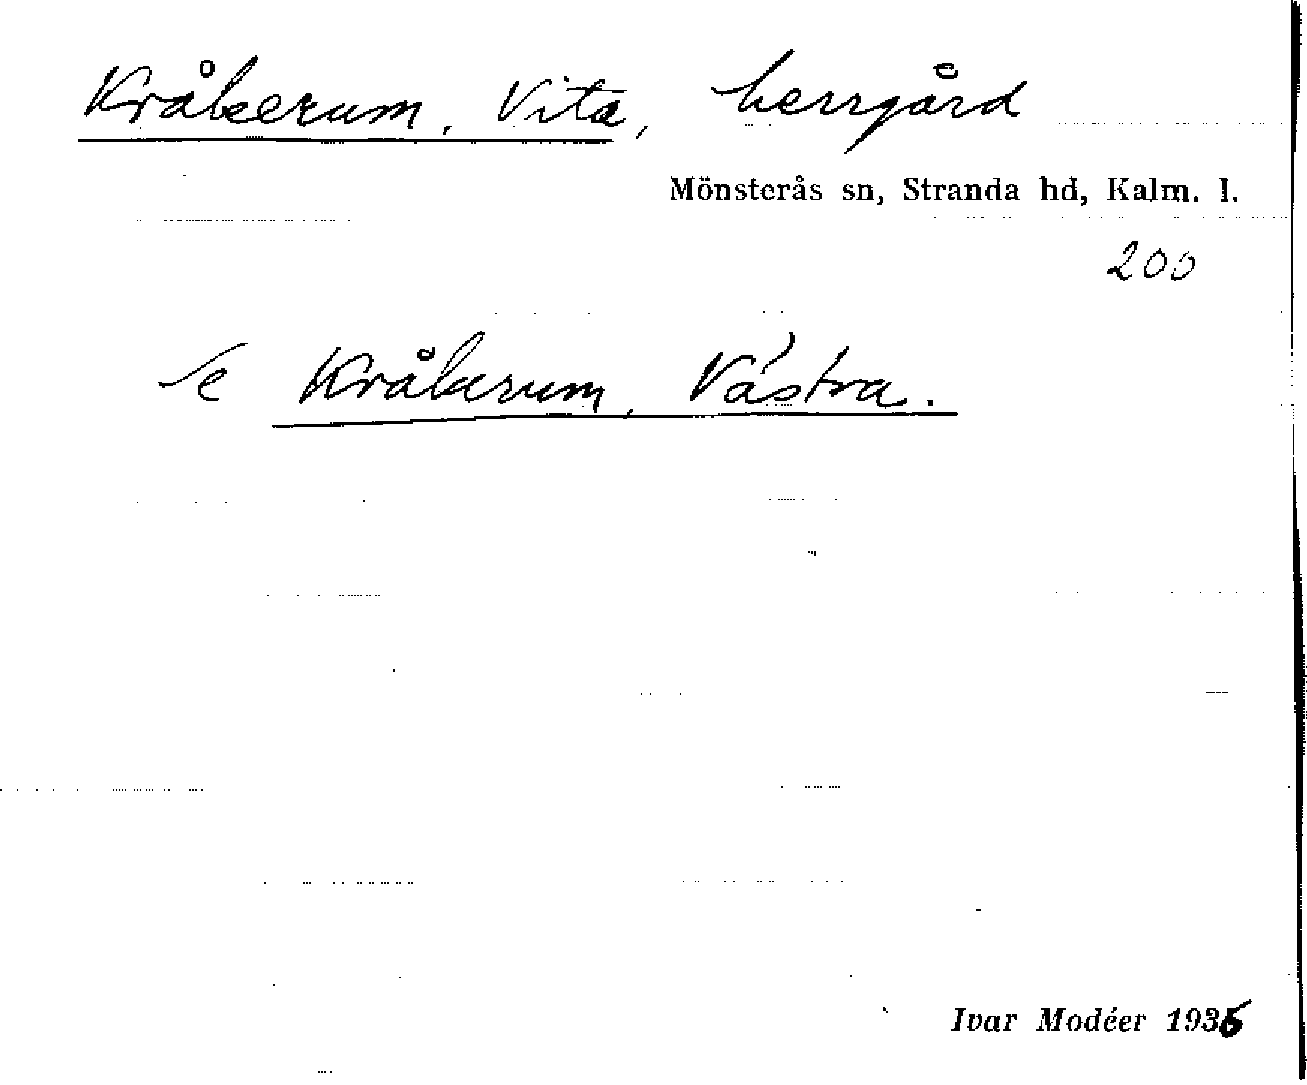 Kråkerum, Vita, herrgård
Mönsterås sn, Stranda hd, Kalm. l.
200
Se Kråkerum, Västra.
Ivar Modéer 1936